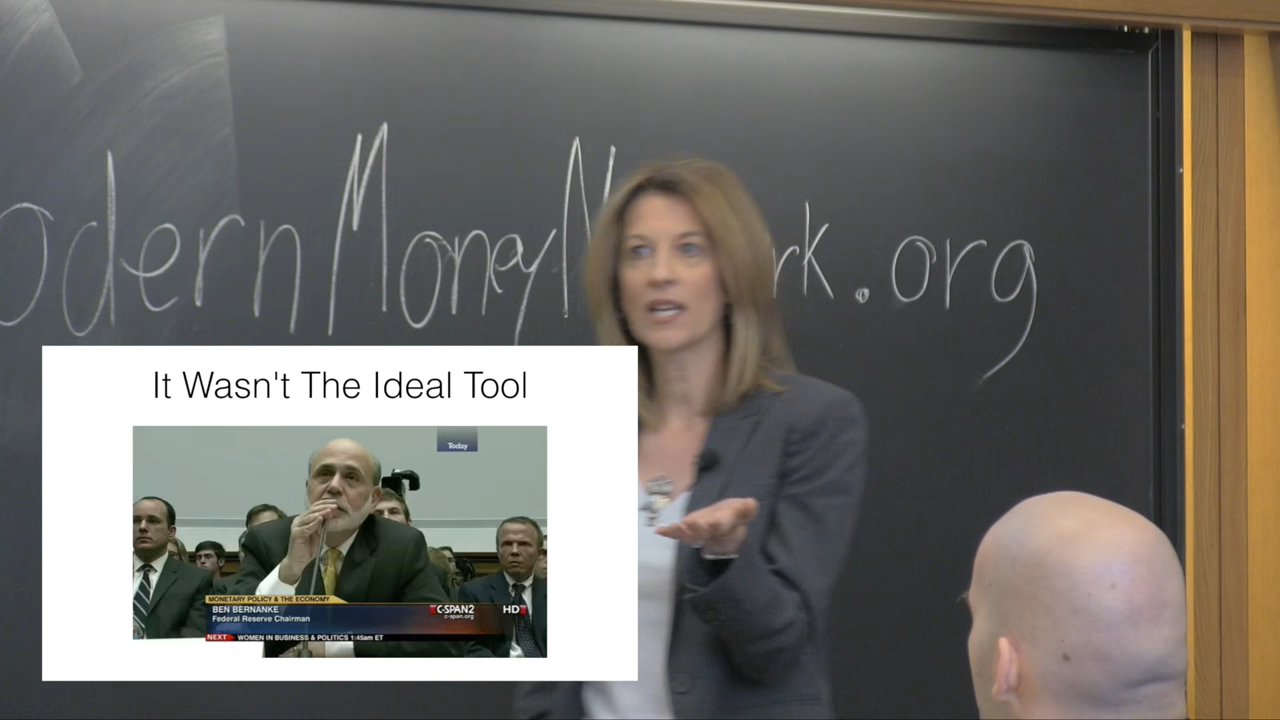 odernMoneyN rk.org
It Wasn't The Ideal Tool
Today
MONETARY POLICY & THE ECONOMY
BEN BERNANKE
Federal Reserve Chairman
C-SPAN2
c-span.org
HD
NEXT WOMEN IN BUSINESS & POLITICS 1:45am ET